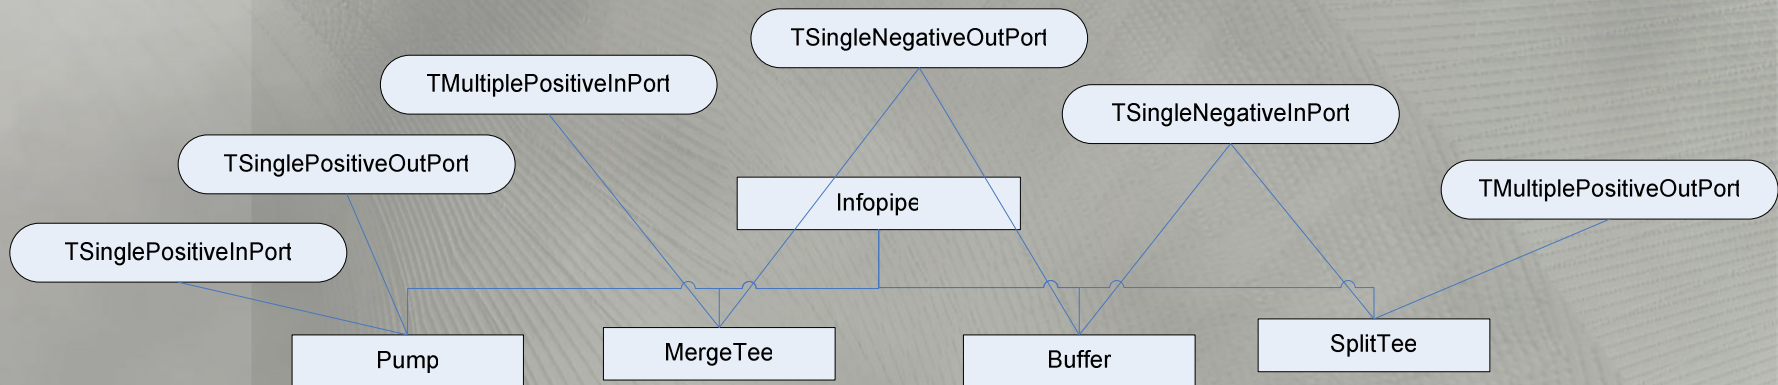 TSingleNegativeOutPort
TMultiplePositiveInPort
TSingleNegativeInPort
TSinglePositiveOutPort
TMultiplePositiveOutPort
Infopipe
TSinglePositiveInPort
Pump
MergeTee
Buffer
SplitTee